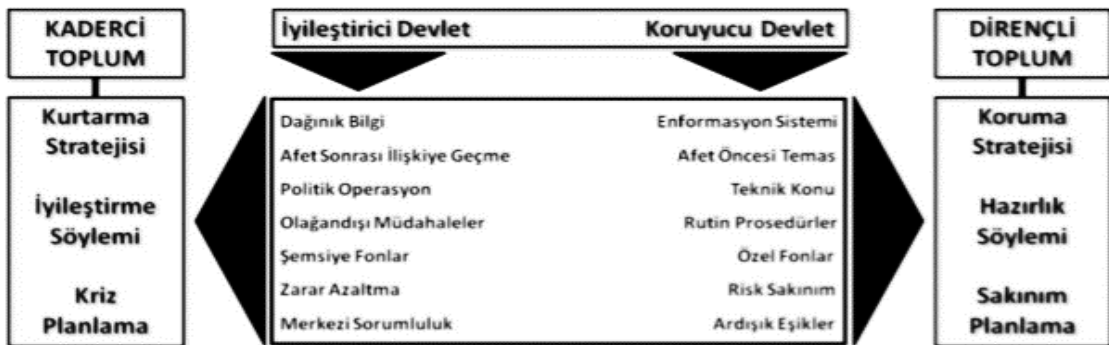 KADERCİ
TOPLUM
İyileştirici Devlet
Koruyucu Devlet
DİRENÇLİ
TOPLUM
Kurtarma
Stratejisi
İyileştirme
Söylemi
Kriz
Planlama
Dağınık Bilgi
Enformasyon Sistemi
Afet Sonrası İlişkiye Geçme
Afet Öncesi Temas
Politik Operasyon
Teknik Konu
Olağandışı Müdahaleler
Rutin Prosedürler
Şemsiye Fonlar
Özel Fonlar
Zarar Azaltma
Risk Sakınım
Merkezi Sorumluluk
Ardışık Eşikler
Koruma
Stratejisi
Hazırlık
Söylemi
Sakınım
Planlama